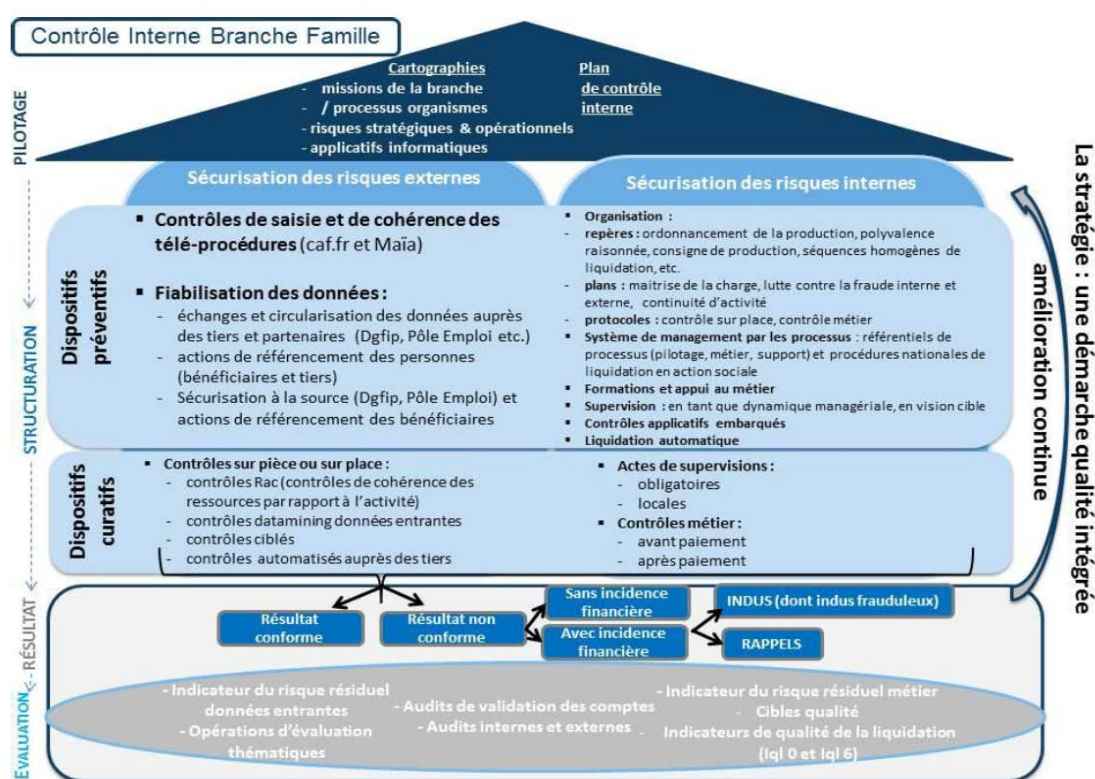 Contrôle Interne Branche Famille
Cartographies
- missions de la branche
- / processus organismes
- risques stratégiques & opérationnels
- applicatifs informatiques
Plan
de contrôle
interne
PILOTAGE
Sécurisation des risques externes
Sécurisation des risques internes
STRUCTURATION
Dispositifs
préventifs
▪ Contrôles de saisie et de cohérence des
télé-procédures (caf.fr et Maïa)
▪ Fiabilisation des données :
- échanges et circularisation des données auprès
des tiers et partenaires (Dgfip, Pôle Emploi etc.)
- actions de référencement des personnes
(bénéficiaires et tiers)
- Sécurisation à la source (Dgfip, Pôle Emploi) et
actions de référencement des bénéficiaires
▪ Organisation :
- repères : ordonnancement de la production, polyvalence
raisonnée, consigne de production, séquences homogènes de
liquidation, etc.
- plans : maitrise de la charge, lutte contre la fraude interne et
externe, continuité d'activité
- protocoles : contrôle sur place, contrôle métier
▪ Système de management par les processus : référentiels de
processus (pilotage, métier, support) et procédures nationales de
liquidation en action sociale
▪ Formations et appui au métier
▪ Supervision : en tant que dynamique managériale, en vision cible
▪ Contrôles applicatifs embarqués
▪ Liquidation automatique
Dispositifs
curatifs
▪ Contrôles sur pièce ou sur place :
- contrôles Rac (contrôles de cohérence des
ressources par rapport à l'activité)
- contrôles datamining données entrantes
- contrôles ciblés
- contrôles automatisés auprès des tiers
▪ Actes de supervisions :
- obligatoires
- locales
▪ Contrôles métier :
- avant paiement
- après paiement
RÉSULTAT
Résultat
conforme
Résultat non
conforme
Sans incidence
financière
Avec incidence
financière
INDUS (dont indus frauduleux)
RAPPELS
EVALUATION
- Indicateur du risque résiduel
données entrantes
- Opérations d'évaluation
thématiques
- Audits de validation des comptes
- Audits internes et externes
- Indicateur du risque résiduel métier
- Cibles qualité
- Indicateurs de qualité de la liquidation
(Iql 0 et Iql 6)
amélioration continue
La stratégie : une démarche qualité intégrée